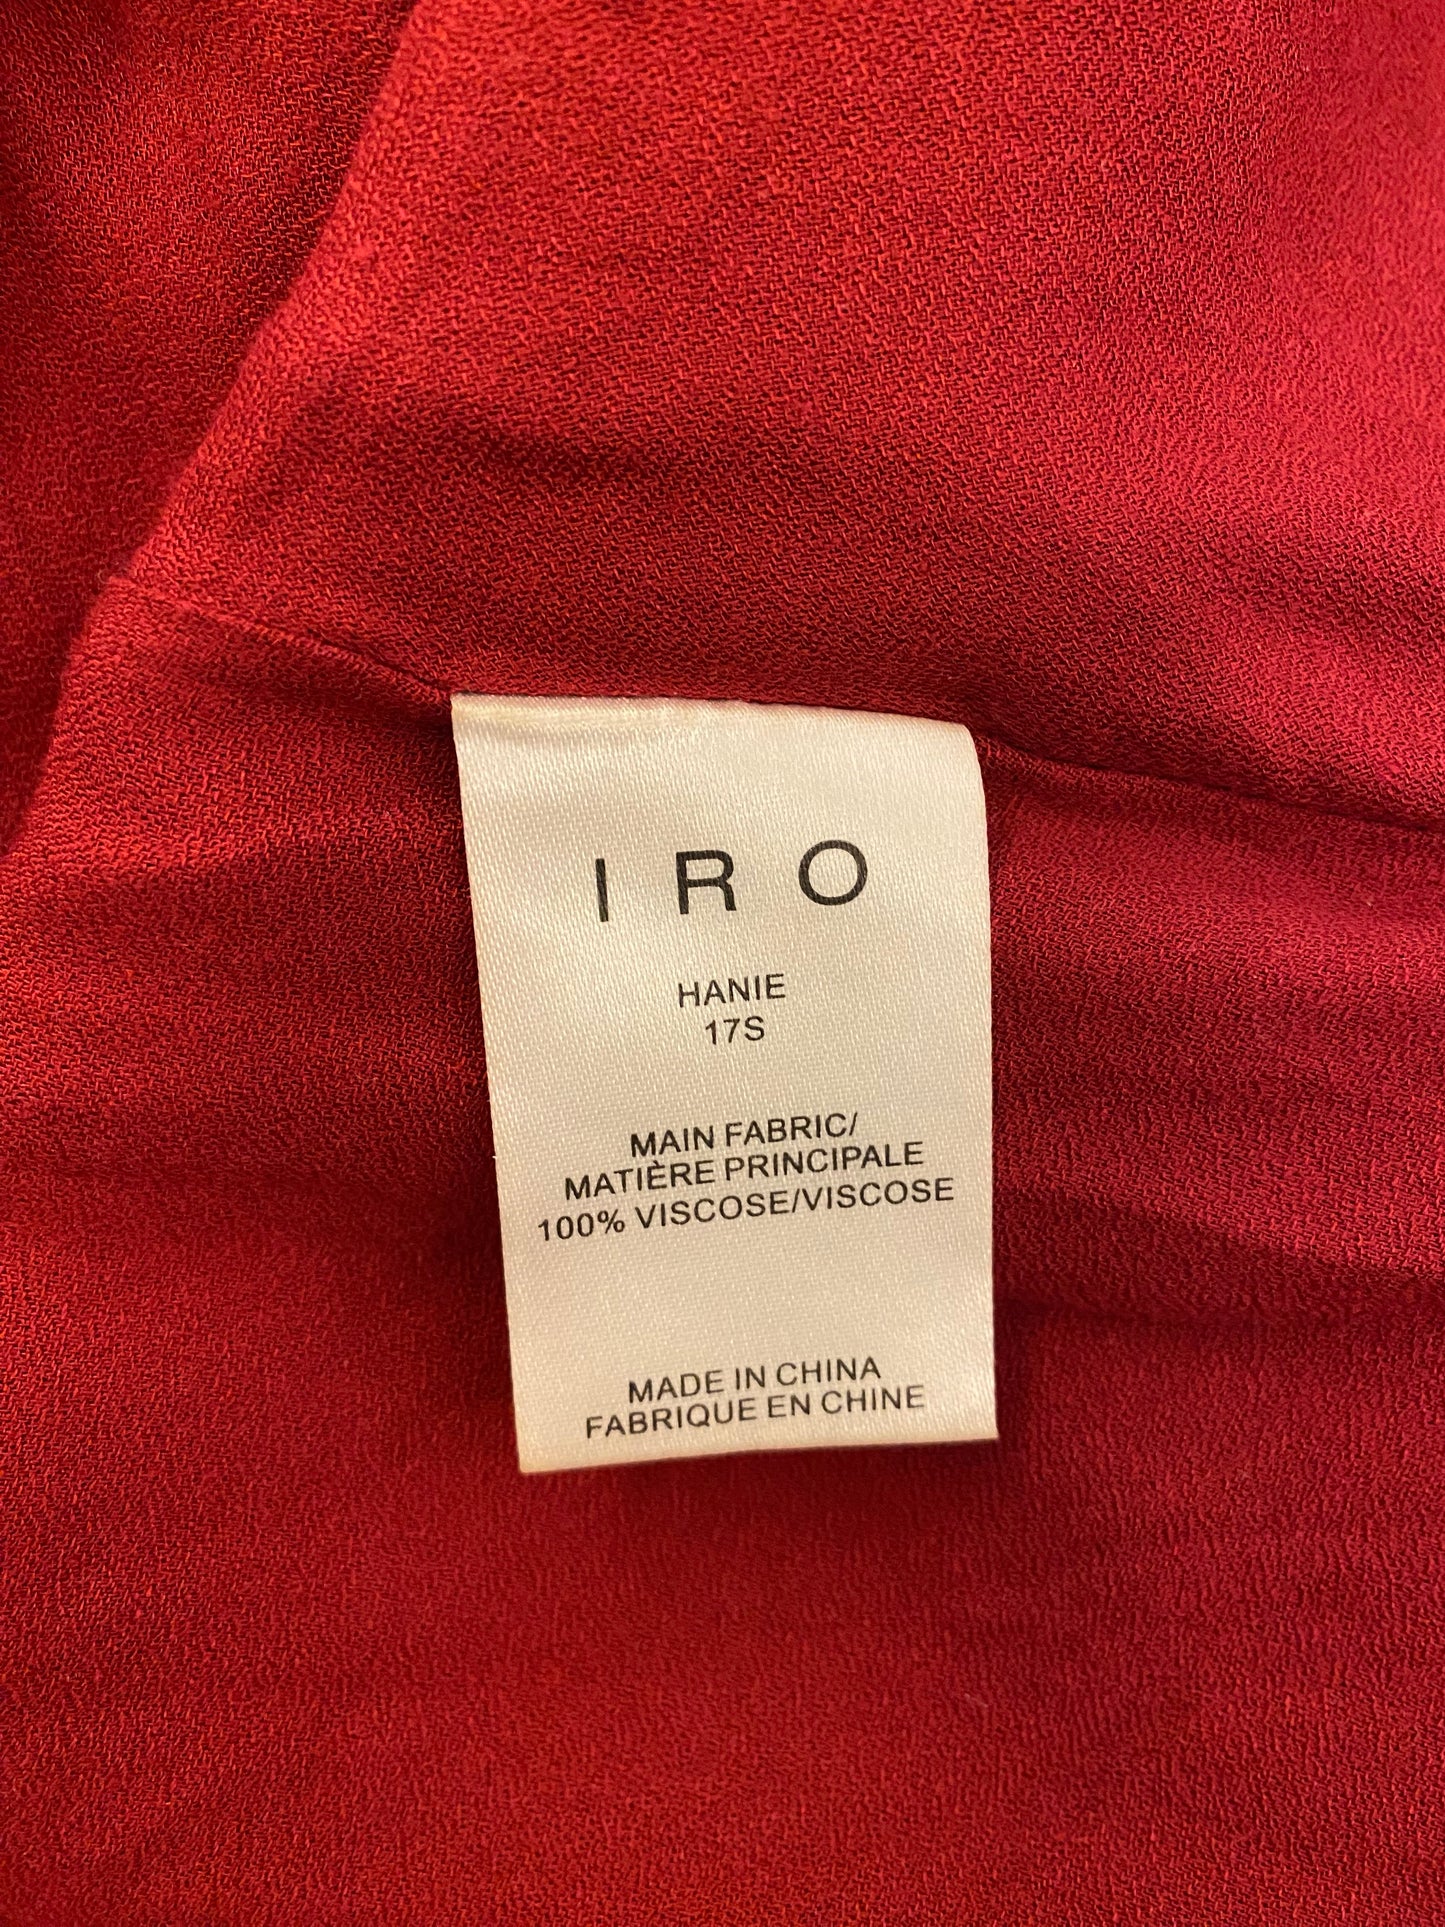 IRO
HANIE
17S
MAIN FABRIC/
MATIÈRE PRINCIPALE
100% VISCOSE/VISCOSE
MADE IN CHINA
FABRIQUE EN CHINE